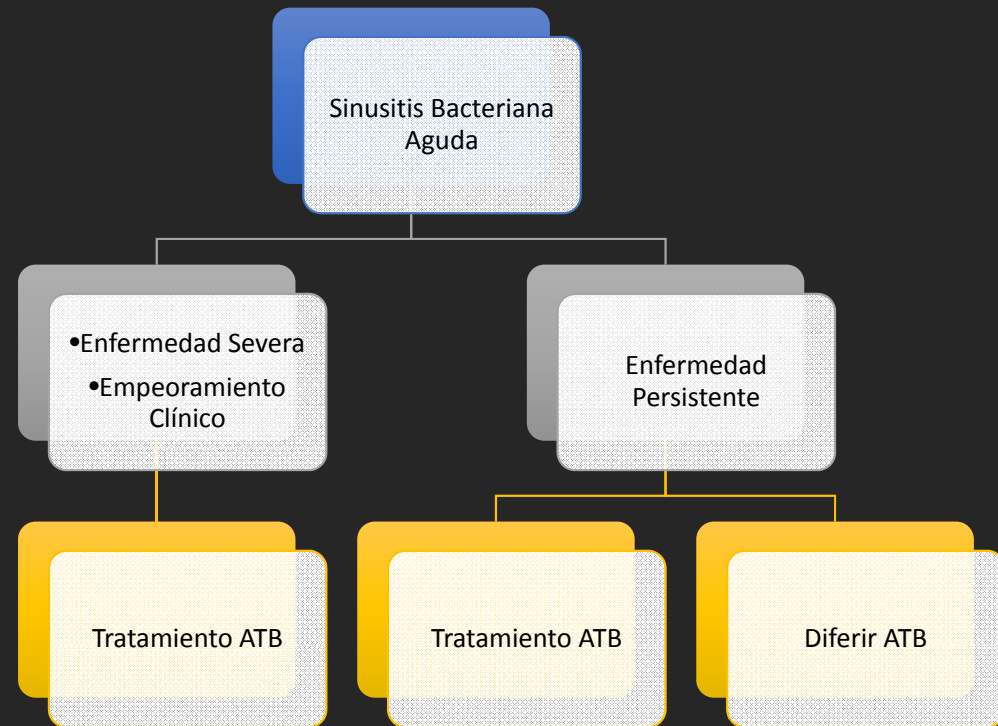 Sinusitis Bacteriana
Aguda
•Enfermedad Severa
•Empeoramiento
Clínico
Enfermedad
Persistente
Tratamiento ATB
Tratamiento ATB
Diferir ATB